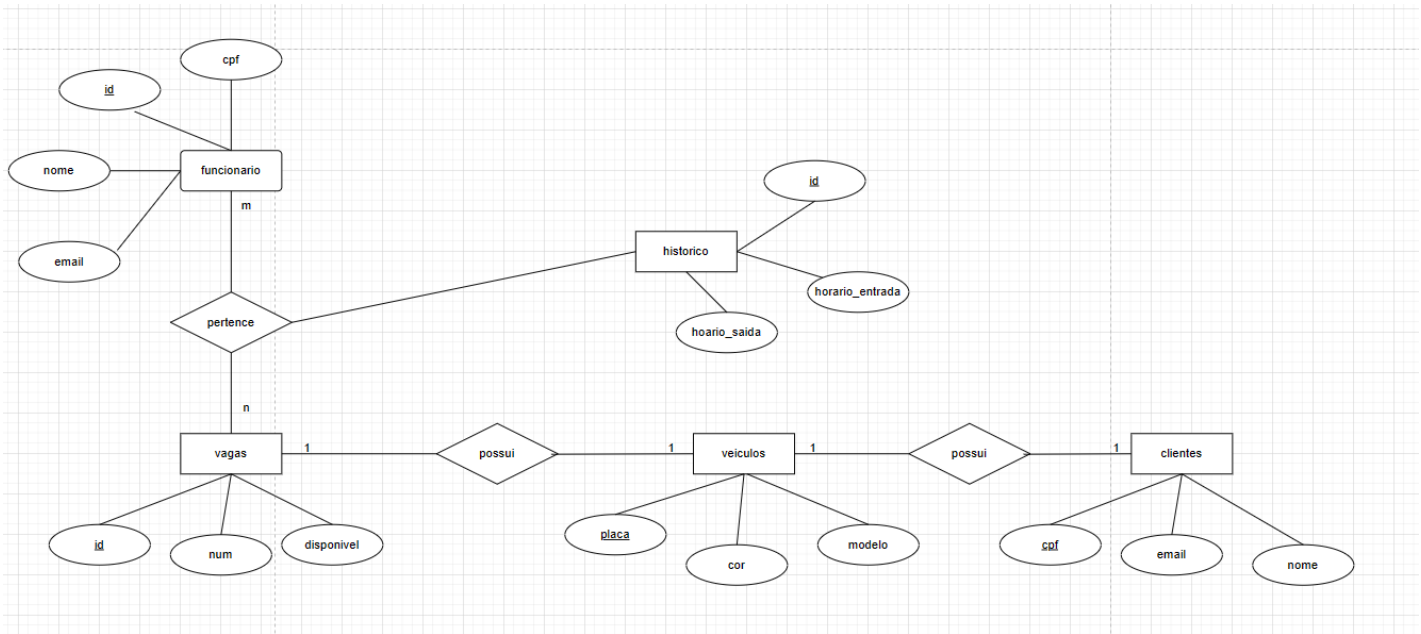 cpf
id
nome
funcionario
id
m
historico
email
horario_entrada
pertence
hoario_saida
n
vagas
1
possui
1
veiculos
1
possui
1
clientes
id
num
disponivel
placa
cor
modelo
cpf
email
nome